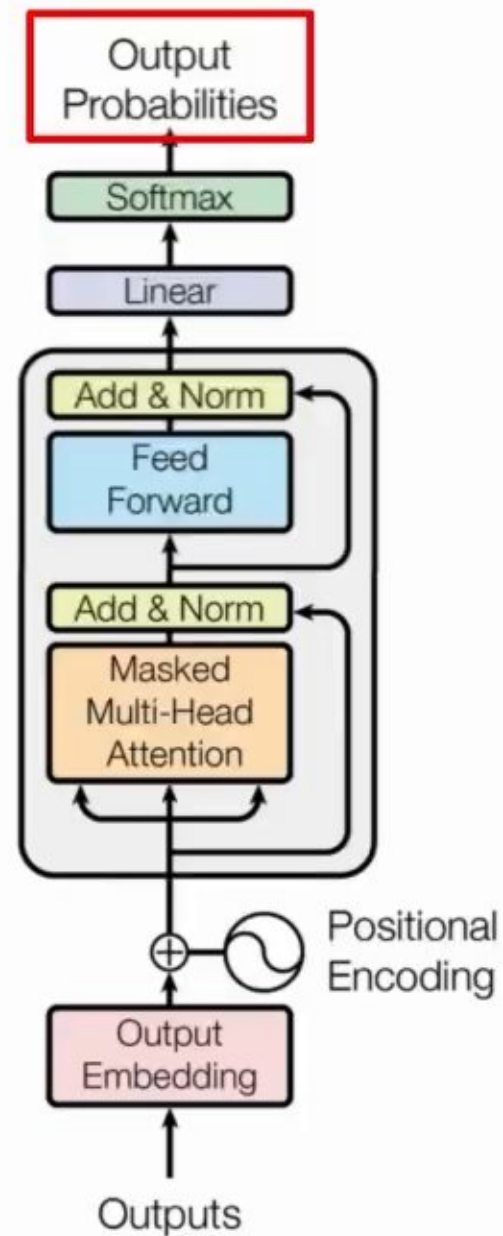 Output
Probabilities
Softmax
Linear
Add & Norm
Feed
Forward
Add & Norm
Masked
Multi-Head
Attention
Positional
Encoding
Output
Embedding
Outputs